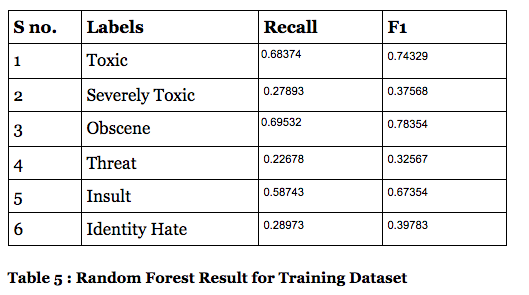 S no. Labels Recall F1
1 Toxic 0.68374 0.74329
2 Severely Toxic 0.27893 0.37568
3 Obscene 0.69532 0.78354
4 Threat 0.22678 0.32567
5 Insult 0.58743 0.67354
6 Identity Hate 0.28973 0.39783
Table 5 : Random Forest Result for Training Dataset